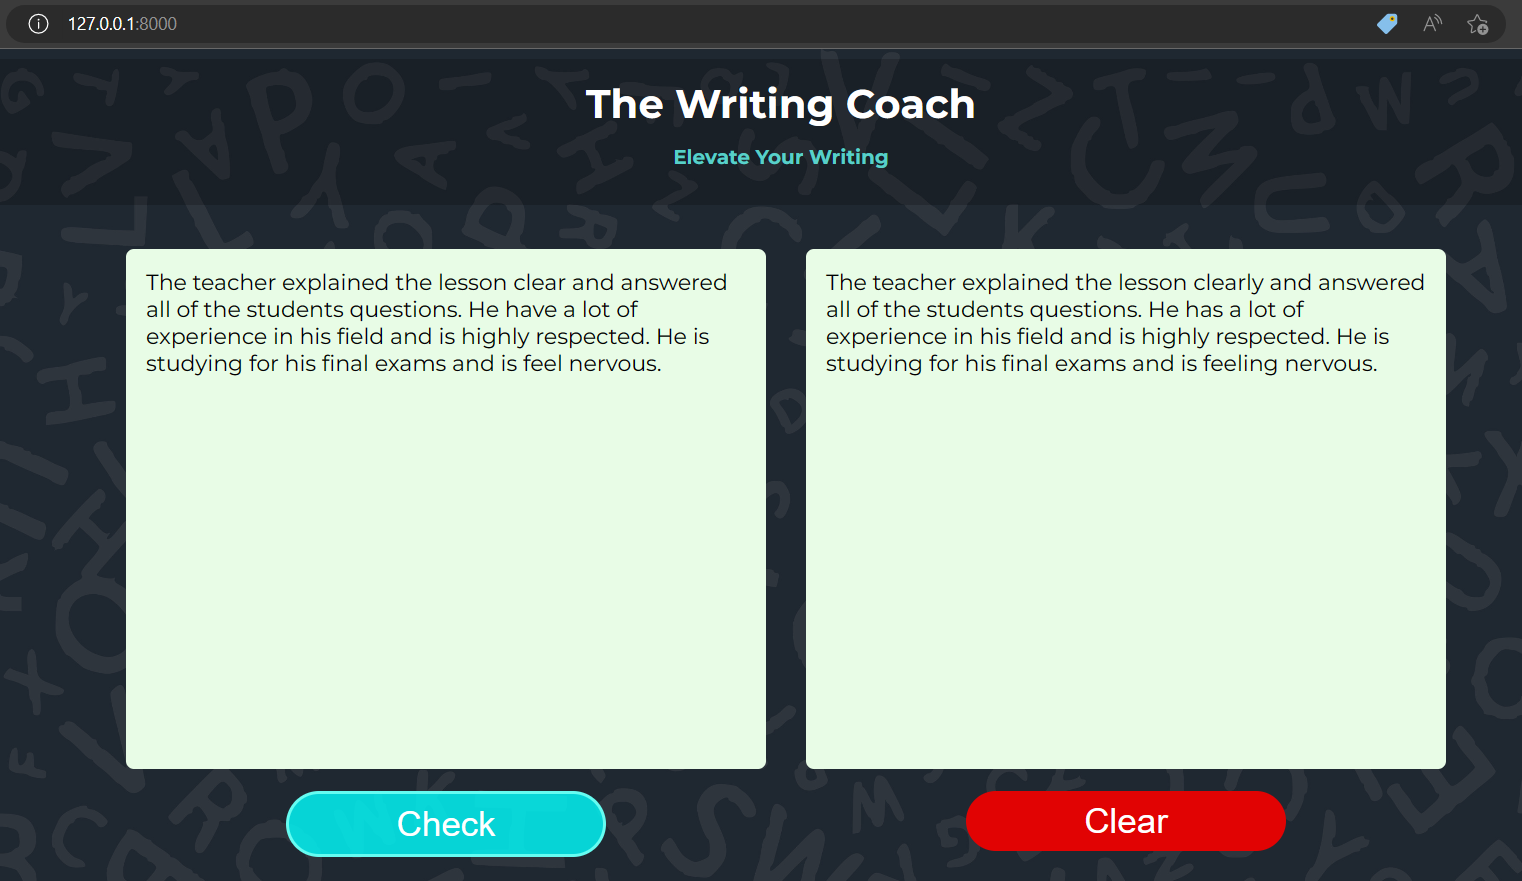 127.0.0.1:8000
The Writing Coach
Elevate Your Writing
The teacher explained the lesson clear and answered
all of the students questions. He have a lot of
experience in his field and is highly respected. He is
studying for his final exams and is feel nervous.
The teacher explained the lesson clearly and answered
all of the students questions. He has a lot of
experience in his field and is highly respected. He is
studying for his final exams and is feeling nervous.
Check
Clear